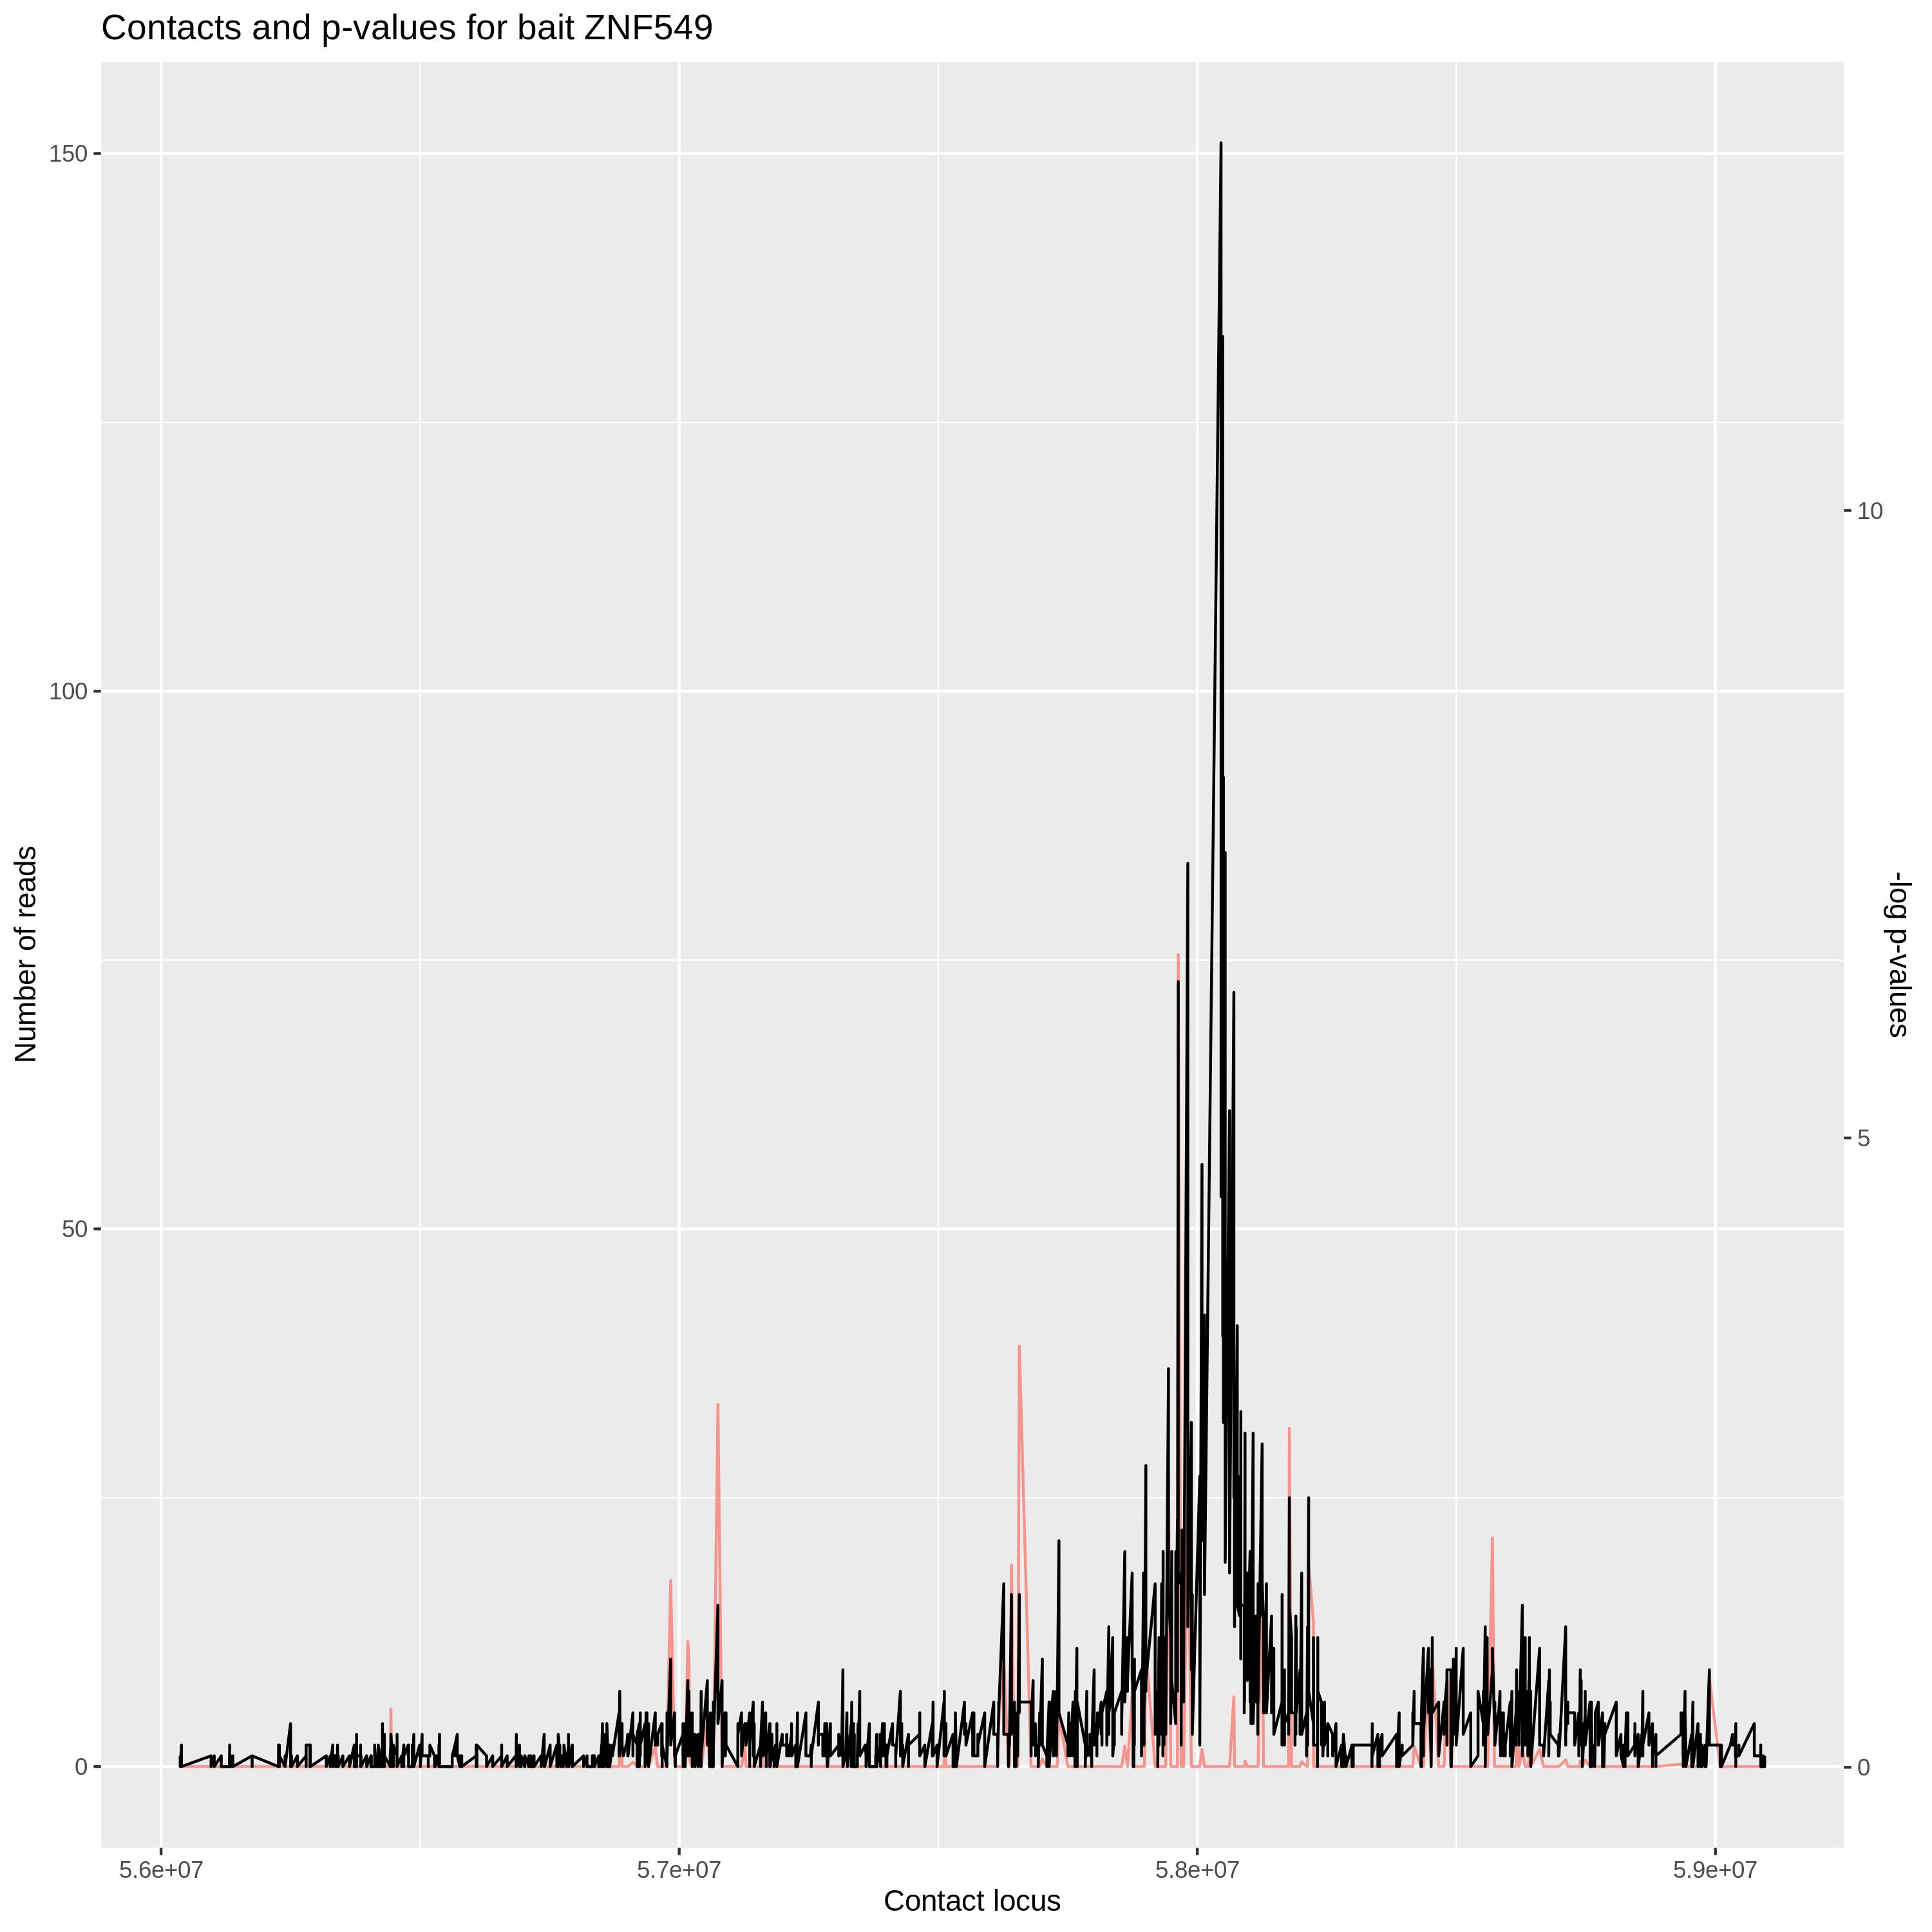 Contacts and p-values for bait ZNF549
150
100
50
0
Number of reads
10
5
0
-log p-values
5.6e+07
5.7e+07
5.8e+07
5.9e+07
Contact locus